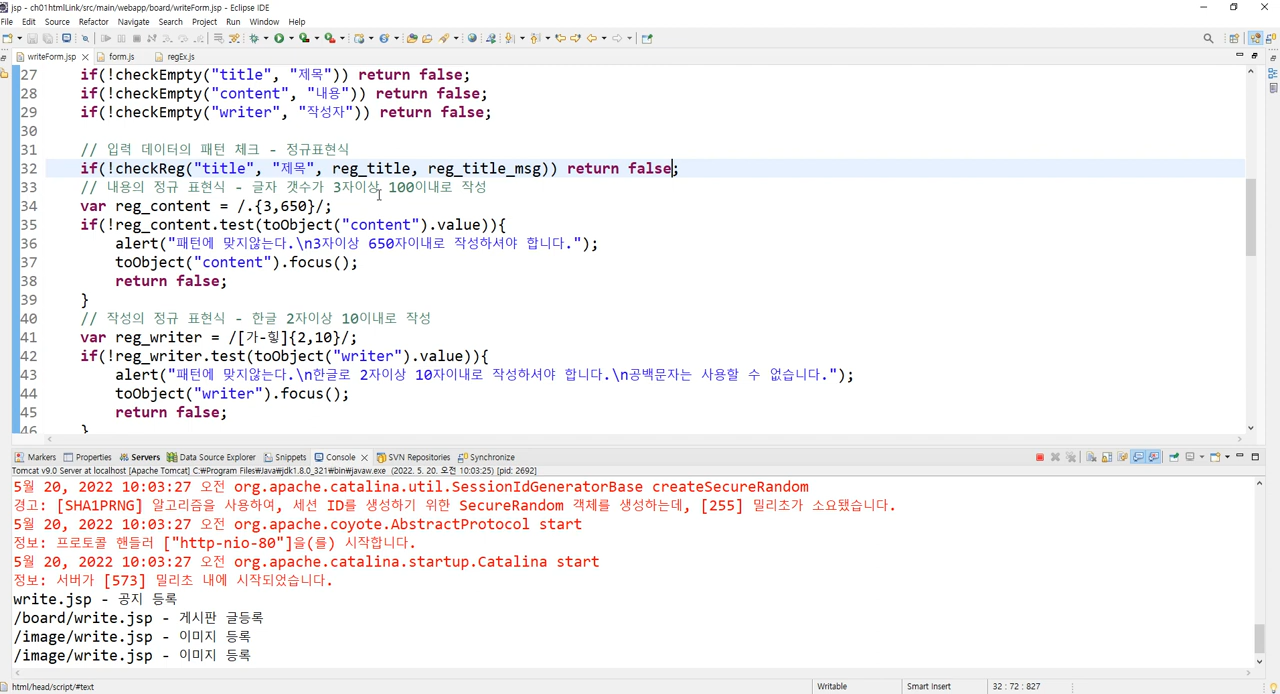 jsp - ch01htmlLink/src/main/webapp/board/writeForm.jsp - Eclipse IDE
File Edit Source Refactor Navigate Search Project Run Window Help
writeForm.jsp form.js regEx.js
27 if(!checkEmpty("title", "제목")) return false;
28 if(!checkEmpty("content", "내용")) return false;
29 if(!checkEmpty("writer", "작성자")) return false;
30
31 // 입력 데이터의 패턴 체크 - 정규표현식
32 if(!checkReg("title", "제목", reg_title, reg_title_msg)) return false;
33 // 내용의 정규 표현식 - 글자 갯수가 3자이상 100이내로 작성
34 var reg_content = /.{3,650}/;
35 if(!reg_content.test(toObject("content").value)){
36 alert("패턴에 맞지않는다.\n3자이상 650자이내로 작성하셔야 합니다.");
37 toObject("content").focus();
38 return false;
39 }
40 // 작성의 정규 표현식 - 한글 2자이상 10이내로 작성
41 var reg_writer = /[가-힣]{2,10}/;
42 if(!reg_writer.test(toObject("writer").value)){
43 alert("패턴에 맞지않는다.\n한글로 2자이상 10자이내로 작성하셔야 합니다.\n공백문자는 사용할 수 없습니다.");
44 toObject("writer").focus();
45 return false;
46 }
Markers Properties Servers Data Source Explorer Snippets Console SVN Repositories Synchronize
Tomcat v9.0 Server at localhost [Apache Tomcat] C:₩Program Files₩Java₩jdk1.8.0_321₩bin₩javaw.exe (2022. 5. 20. 오전 10:03:25) [pid: 2692]
5월 20, 2022 10:03:27 오전 org.apache.catalina.util.SessionIdGeneratorBase createSecureRandom
경고: [SHA1PRNG] 알고리즘을 사용하여, 세션 ID를 생성하기 위한 SecureRandom 객체를 생성하는데, [255] 밀리초가 소요됐습니다.
5월 20, 2022 10:03:27 오전 org.apache.coyote.AbstractProtocol start
정보: 프로토콜 핸들러 ["http-nio-80"]을(를) 시작합니다.
5월 20, 2022 10:03:27 오전 org.apache.catalina.startup.Catalina start
정보: 서버가 [573] 밀리초 내에 시작되었습니다.
write.jsp - 공지 등록
/board/write.jsp - 게시판 글등록
/image/write.jsp - 이미지 등록
/image/write.jsp - 이미지 등록
html/head/script/#text Writable Smart Insert 32 : 72 : 827